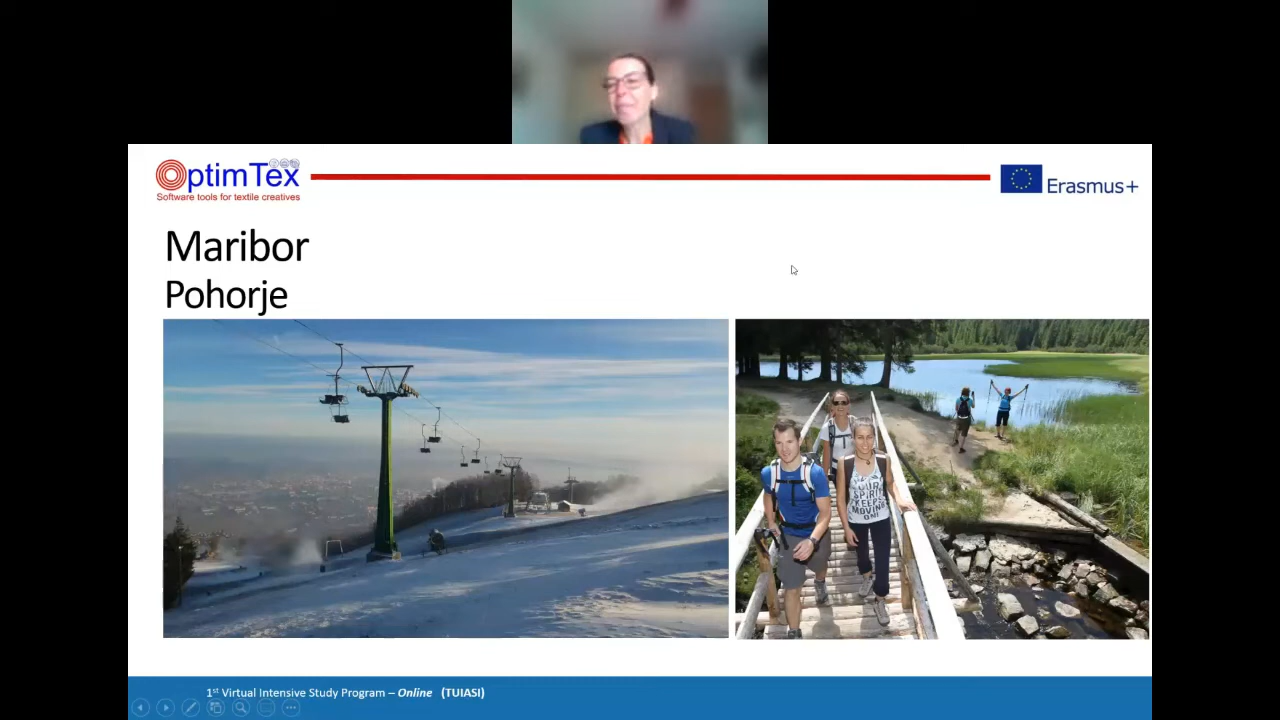 OptimTex
Software tools for textile creatives
Erasmus+
Maribor
Pohorje
YOUR
SPIRIT
KEEPS
MOVING
ON!
1st Virtual Intensive Study Program – Online (TUIASI)